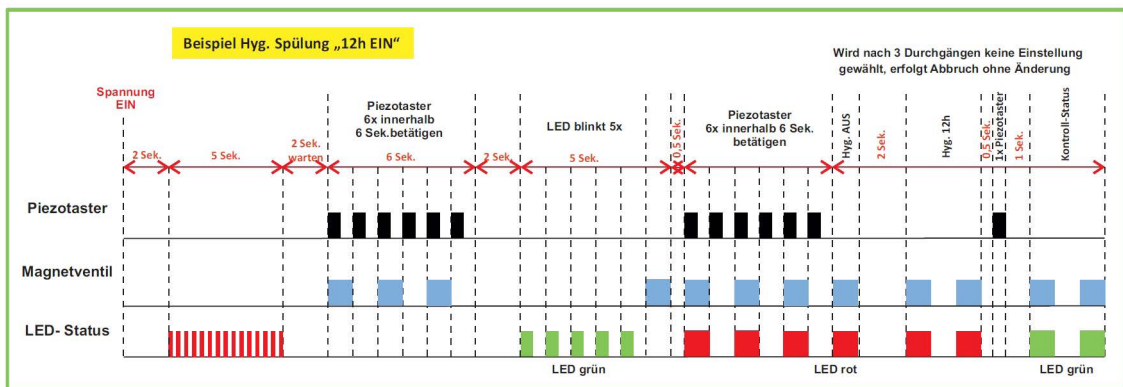 Beispiel Hyg. Spülung „12h EIN“
Wird nach 3 Durchgängen keine Einstellung
gewählt, erfolgt Abbruch ohne Änderung
Spannung
EIN
2 Sek.
5 Sek.
2 Sek.
warten
Piezotaster
6x innerhalb
6 Sek.betätigen
6 Sek.
2 Sek.
LED blinkt 5x
5 Sek.
0,5 Sek.
Piezotaster
6x innerhalb 6 Sek.
betätigen
Hyg. AUS
2 Sek.
Hyg. 12h
0,5 Sek.
1x Piezotaster
1 Sek.
Kontroll-Status
Piezotaster
Magnetventil
LED- Status
LED grün
LED rot
LED grün